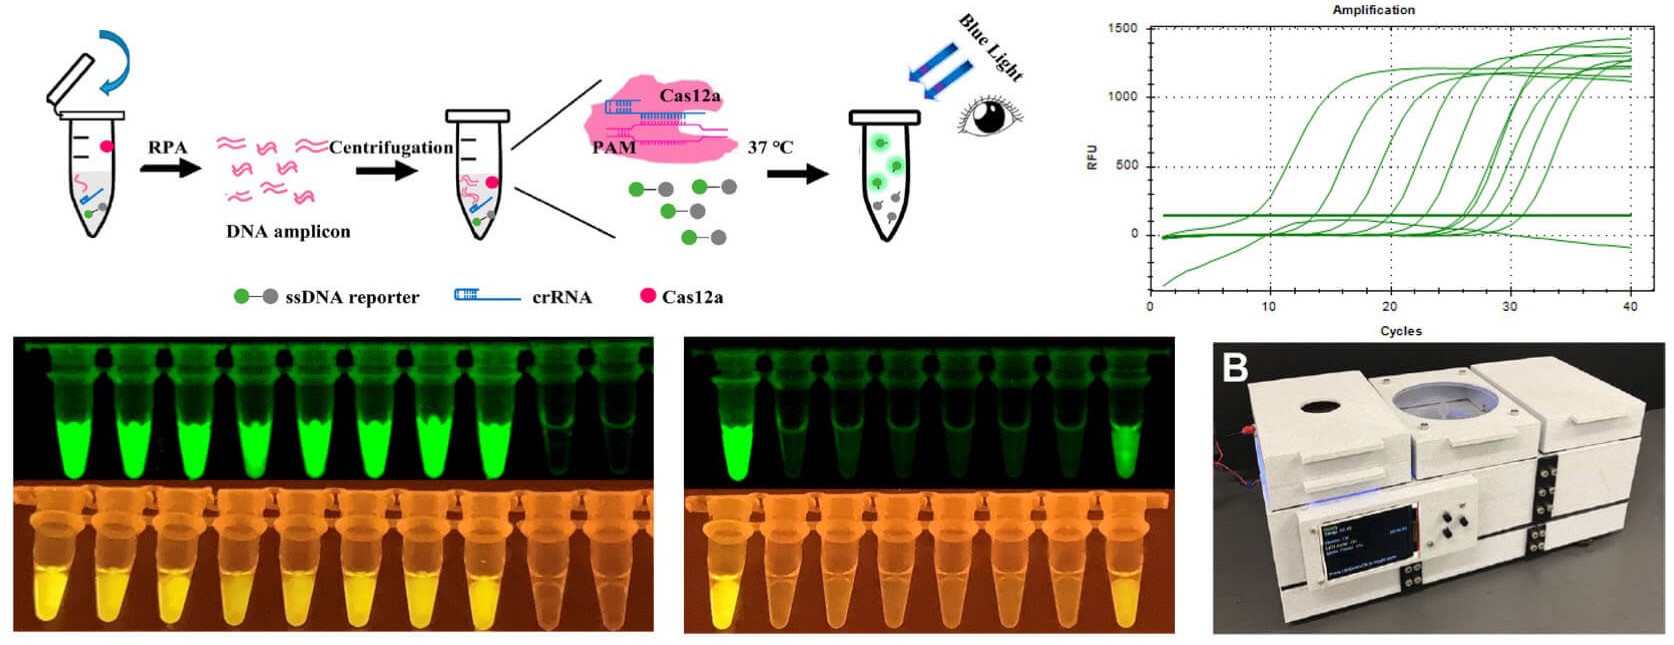 RPA
Centrifugation
DNA amplicon
Cas12a
PAM
37 °C
Blue Light
ssDNA reporter
crRNA
Cas12a
Amplification
RFU
1500
1000
500
0
0 10 20 30 40
Cycles
B